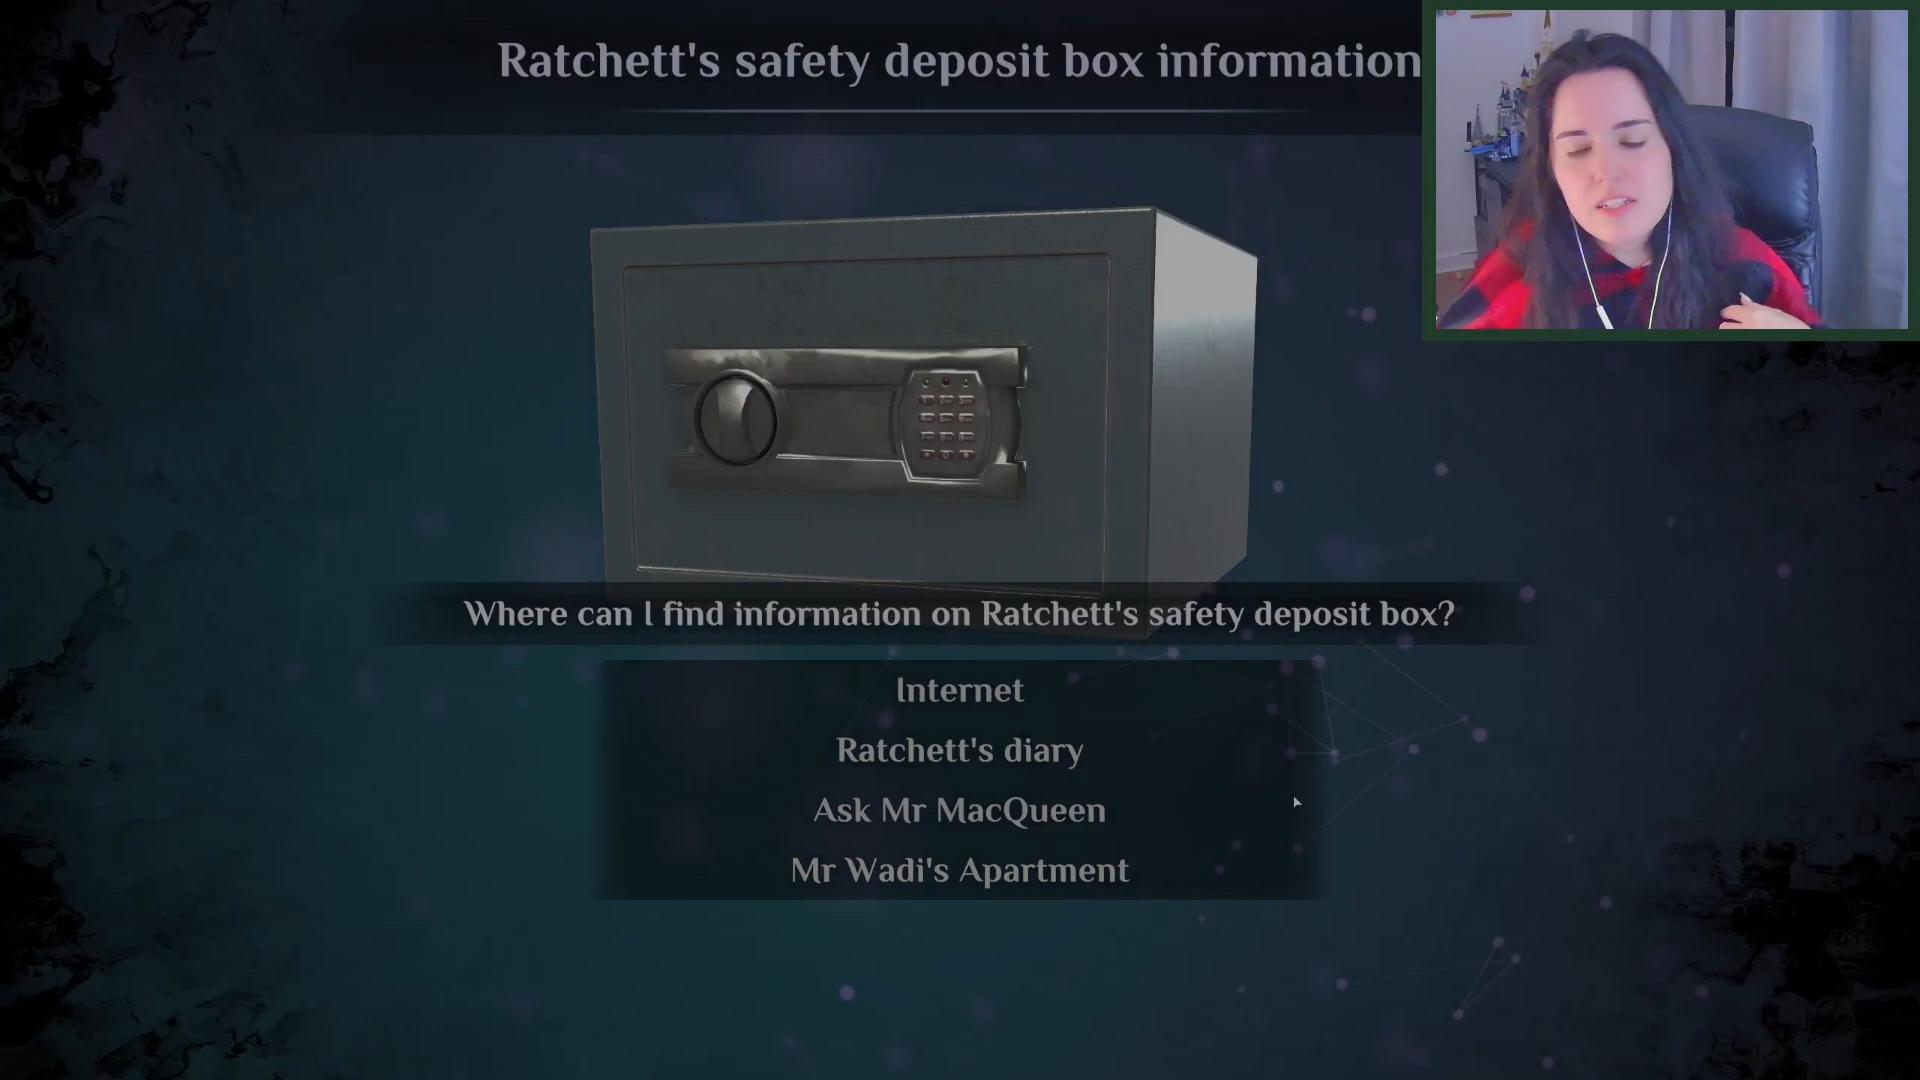 Ratchett's safety deposit box information
Where can I find information on Ratchett's safety deposit box?
Internet
Ratchett's diary
Ask Mr MacQueen
Mr Wadi's Apartment